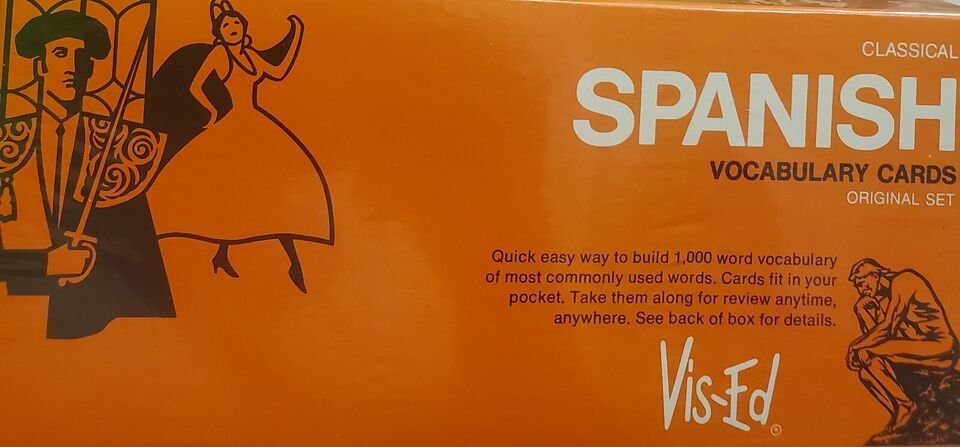 CLASSICAL
SPANISH
VOCABULARY CARDS
ORIGINAL SET
Quick easy way to build 1,000 word vocabulary
of most commonly used words. Cards fit in your
pocket. Take them along for review anytime,
anywhere. See back of box for details.
Vis-Ed®